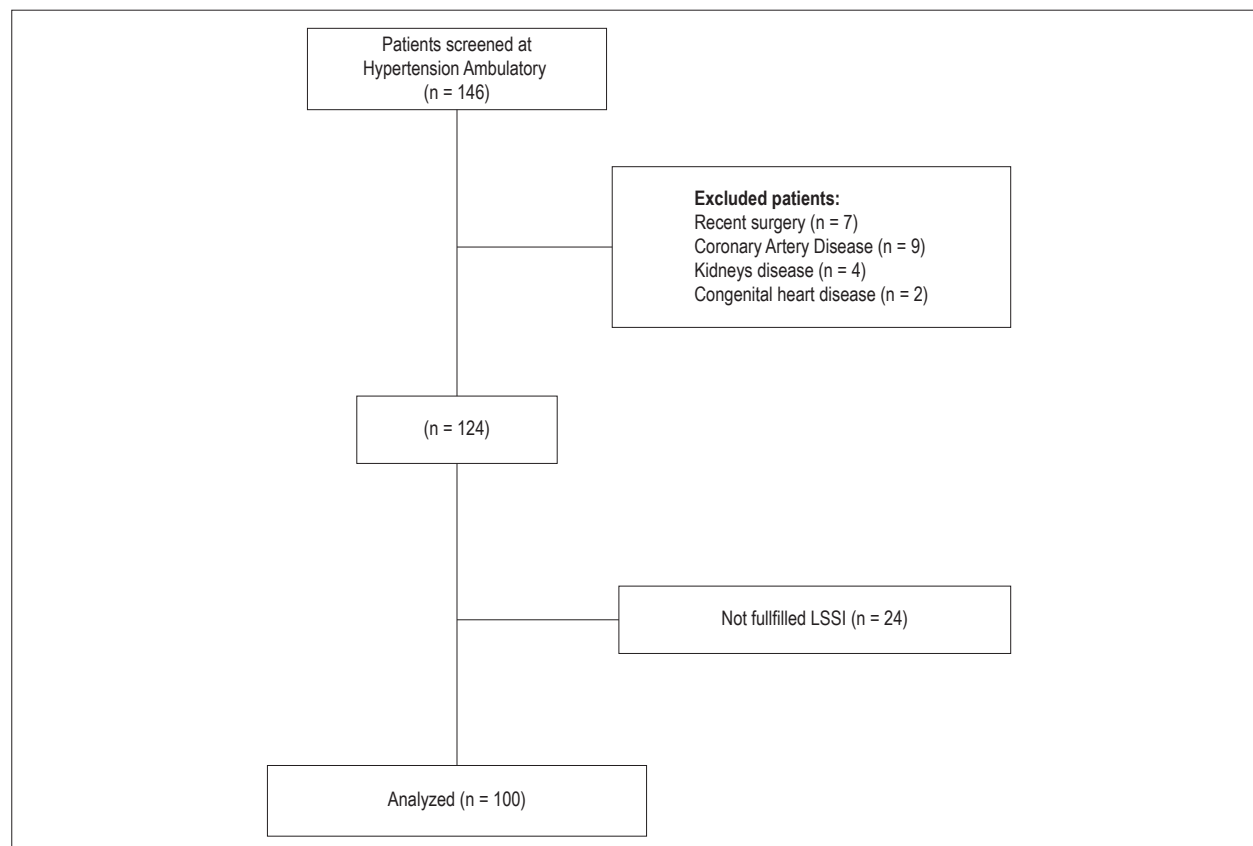 Patients screened at
Hypertension Ambulatory
(n = 146)
Excluded patients:
Recent surgery (n = 7)
Coronary Artery Disease (n = 9)
Kidneys disease (n = 4)
Congenital heart disease (n = 2)
(n = 124)
Not fullfilled LSSI (n = 24)
Analyzed (n = 100)